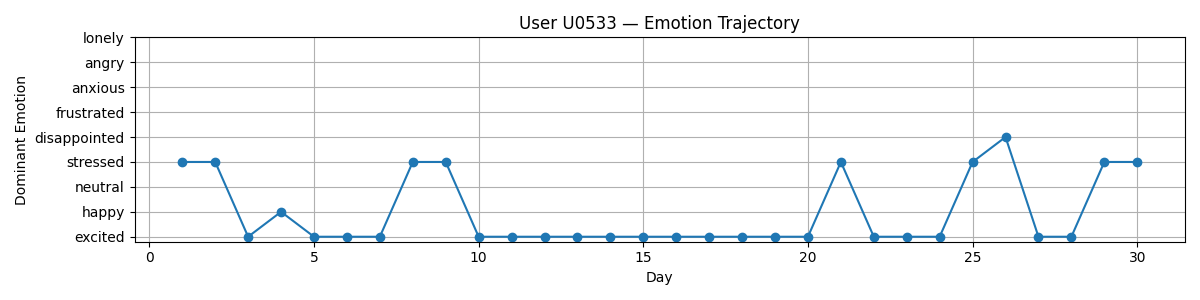 User U0533 — Emotion Trajectory
Dominant Emotion
lonely
angry
anxious
frustrated
disappointed
stressed
neutral
happy
excited
0 5 10 15 20 25 30
Day